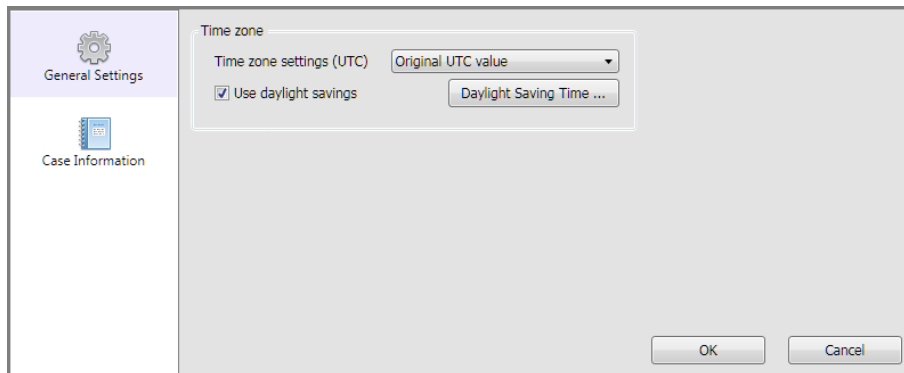 General Settings
Case Information
Time zone
Time zone settings (UTC) Original UTC value
Use daylight savings Daylight Saving Time ...
OK Cancel